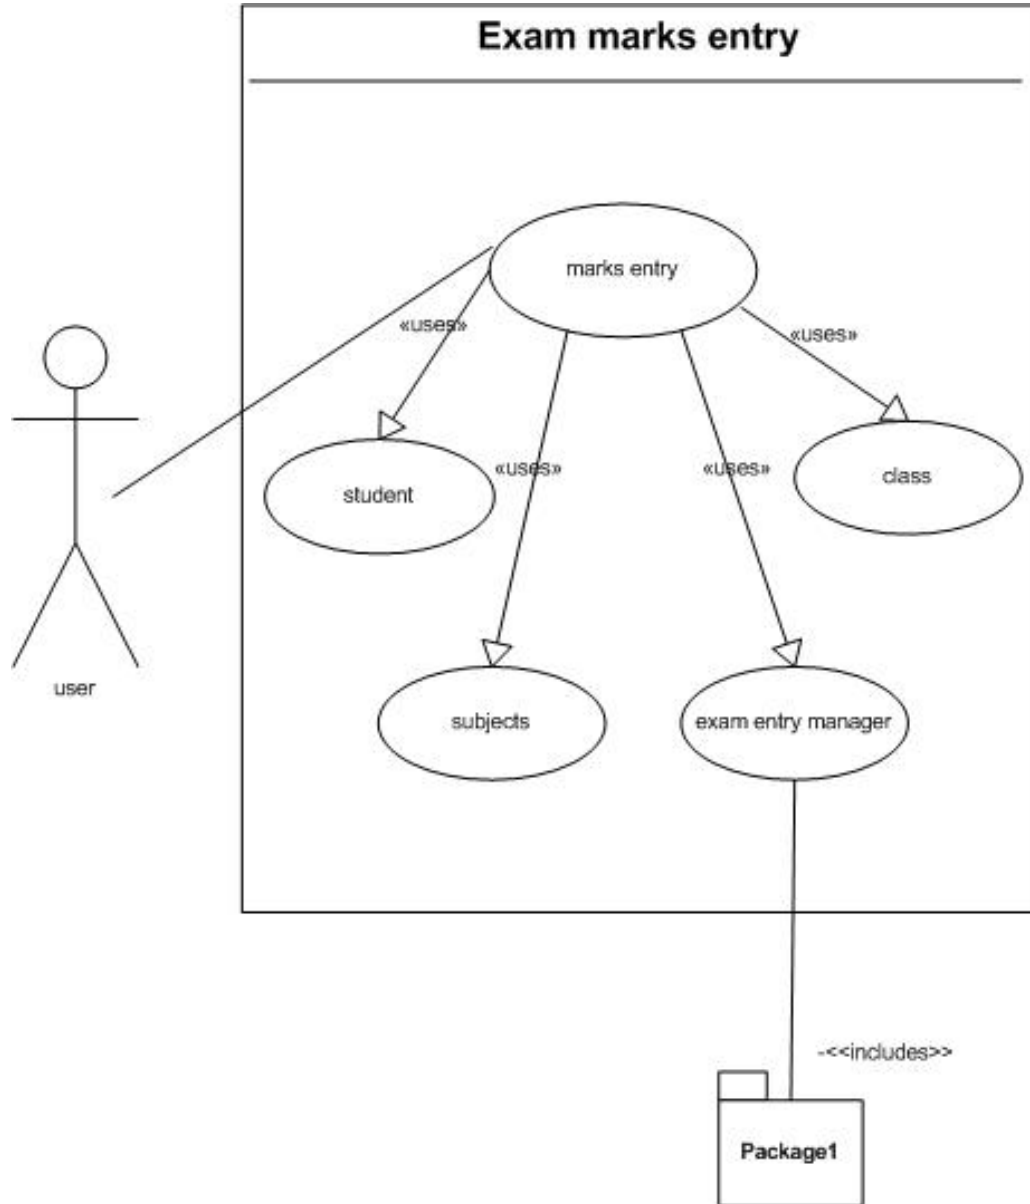 Exam marks entry
marks entry
«uses»
«uses»
student
«uses»
«uses»
class
user
subjects
exam entry manager
-<<includes>>
Package1